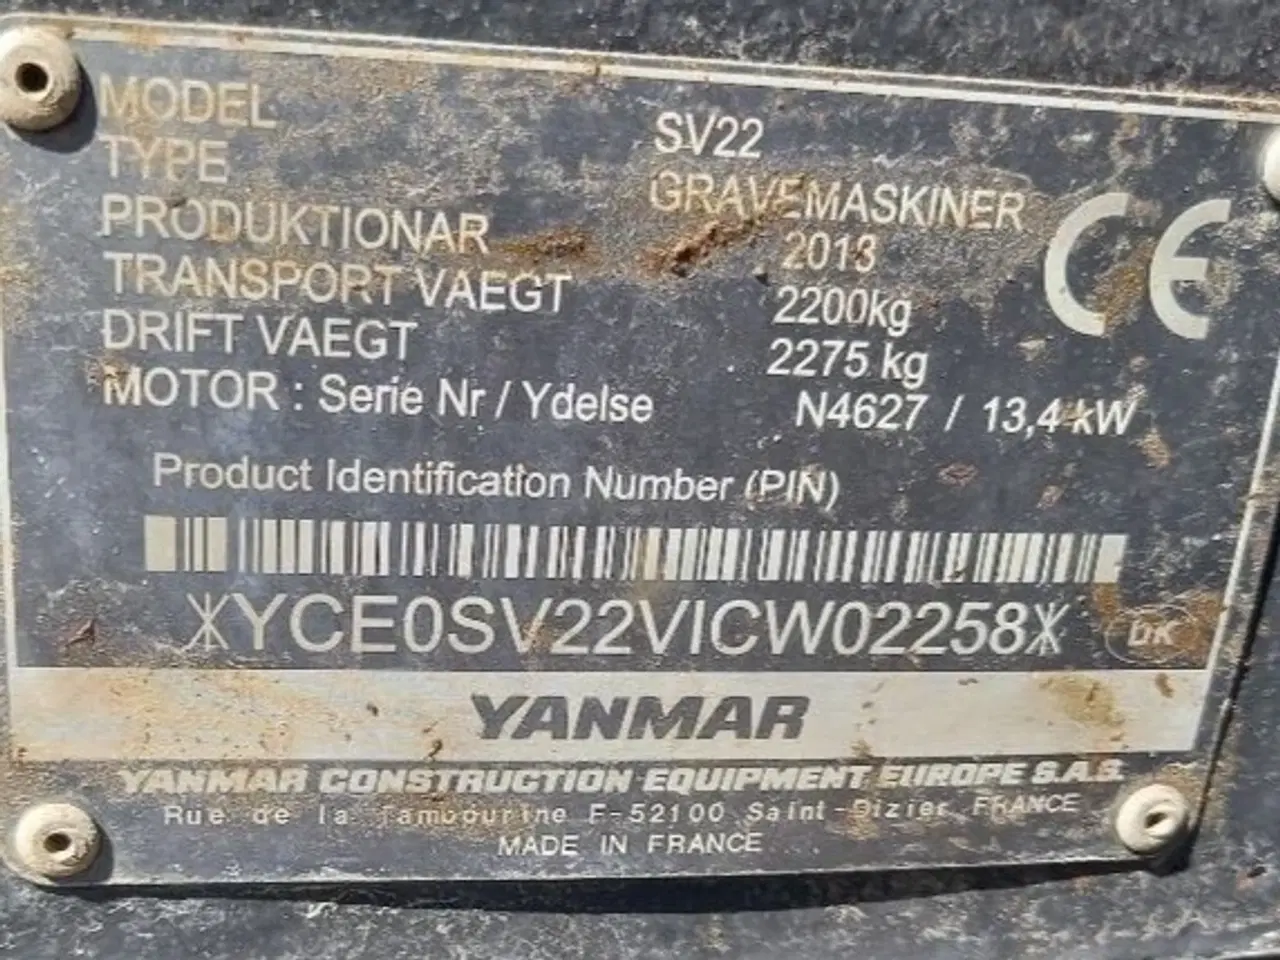 MODEL SV22
TYPE GRAVEMASKINER
PRODUKTIONAR 2013
TRANSPORT VAEGT 2200kg
DRIFT VAEGT 2275 kg
MOTOR : Serie Nr / Ydelse N4627 / 13,4 kW
CE
Product Identification Number (PIN)
YCE0SV22VICW02258
DK
YANMAR
YANMAR CONSTRUCTION EQUIPMENT EUROPE S.A.S.
Rue de la Tambourine F-52100 Saint-Dizier FRANCE
MADE IN FRANCE